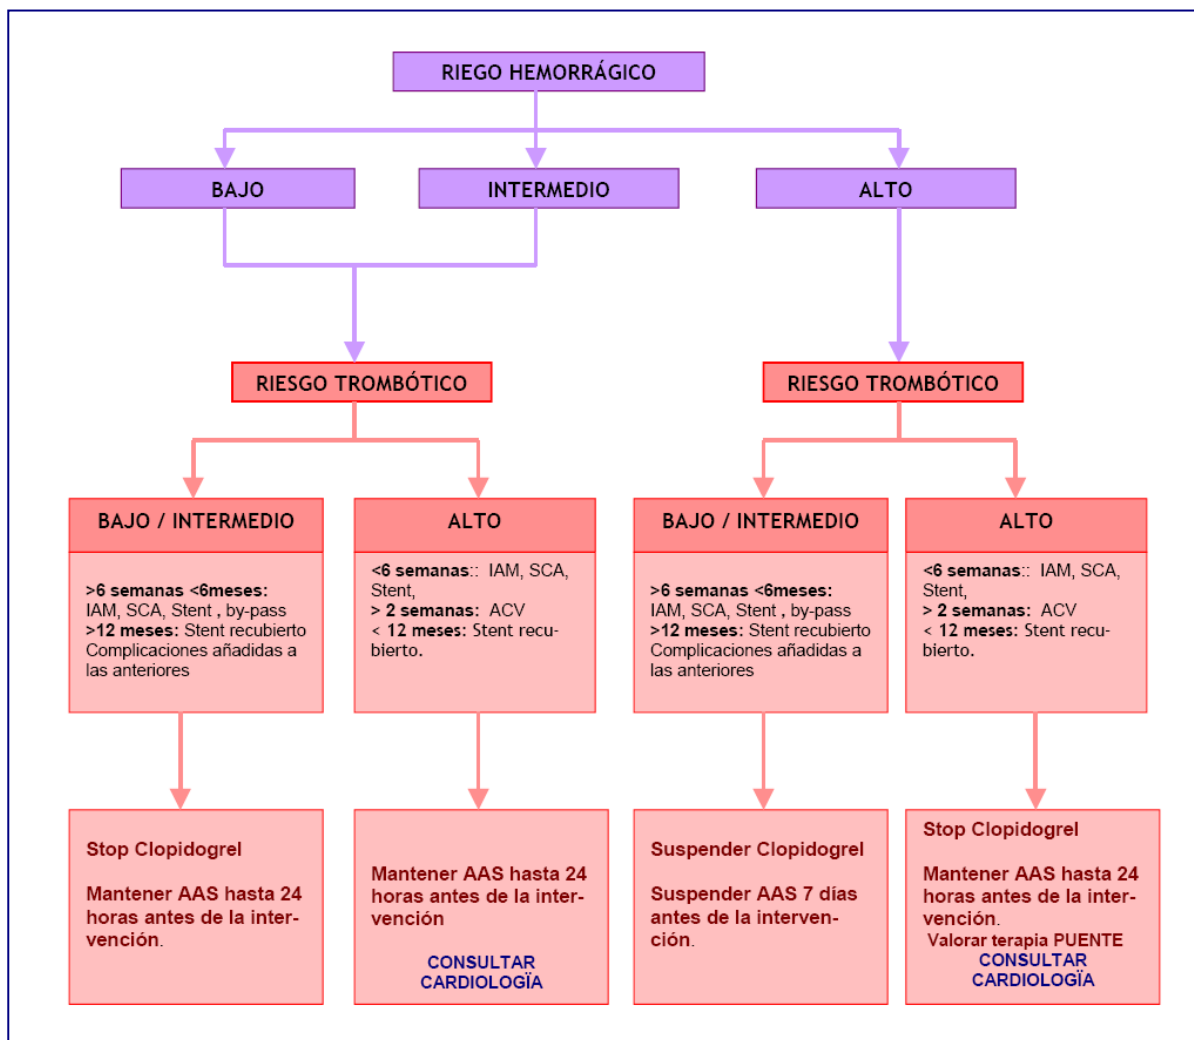 RIEGO HEMORRÁGICO
BAJO
INTERMEDIO
ALTO
RIESGO TROMBÓTICO
RIESGO TROMBÓTICO
BAJO / INTERMEDIO
>6 semanas <6meses:
IAM, SCA, Stent , by-pass
>12 meses: Stent recubierto
Complicaciones añadidas a
las anteriores
Stop Clopidogrel
Mantener AAS hasta 24
horas antes de la inter-
vención.
ALTO
<6 semanas:: IAM, SCA,
Stent,
> 2 semanas: ACV
< 12 meses: Stent recu-
bierto.
Mantener AAS hasta 24
horas antes de la inter-
vención
CONSULTAR
CARDIOLOGÏA
BAJO / INTERMEDIO
>6 semanas <6meses:
IAM, SCA, Stent , by-pass
>12 meses: Stent recubierto
Complicaciones añadidas a
las anteriores
Suspender Clopidogrel
Suspender AAS 7 días
antes de la interven-
ción.
ALTO
<6 semanas:: IAM, SCA,
Stent,
> 2 semanas: ACV
< 12 meses: Stent recu-
bierto.
Stop Clopidogrel
Mantener AAS hasta 24
horas antes de la inter-
vención.
Valorar terapia PUENTE
CONSULTAR
CARDIOLOGÏA